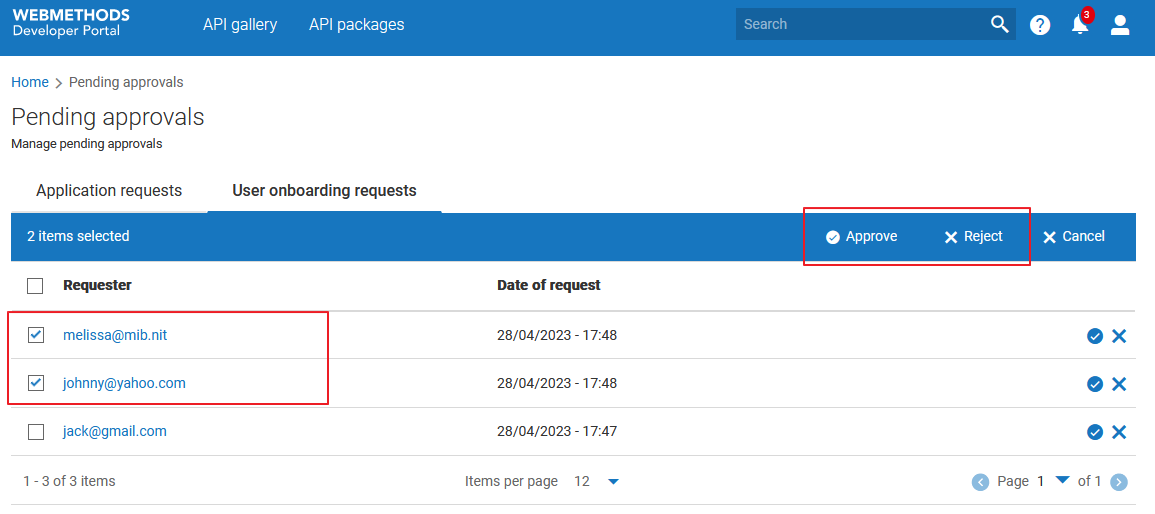 WEBMETHODS
Developer Portal
API gallery
API packages
Search
3
Home > Pending approvals
Pending approvals
Manage pending approvals
Application requests
User onboarding requests
2 items selected
Approve
Reject
Cancel
Requester
Date of request
melissa@mib.nit
28/04/2023 - 17:48
johnny@yahoo.com
28/04/2023 - 17:48
jack@gmail.com
28/04/2023 - 17:47
1 - 3 of 3 items
Items per page 12
Page 1 of 1